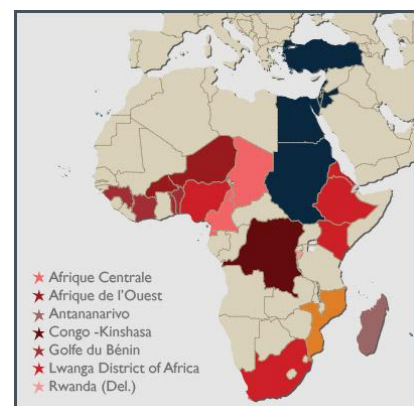 Afrique Centrale
Afrique de l'Ouest
Antananarivo
Congo -Kinshasa
Golfe du Bénin
Lwanga District of Africa
Rwanda (Del.)